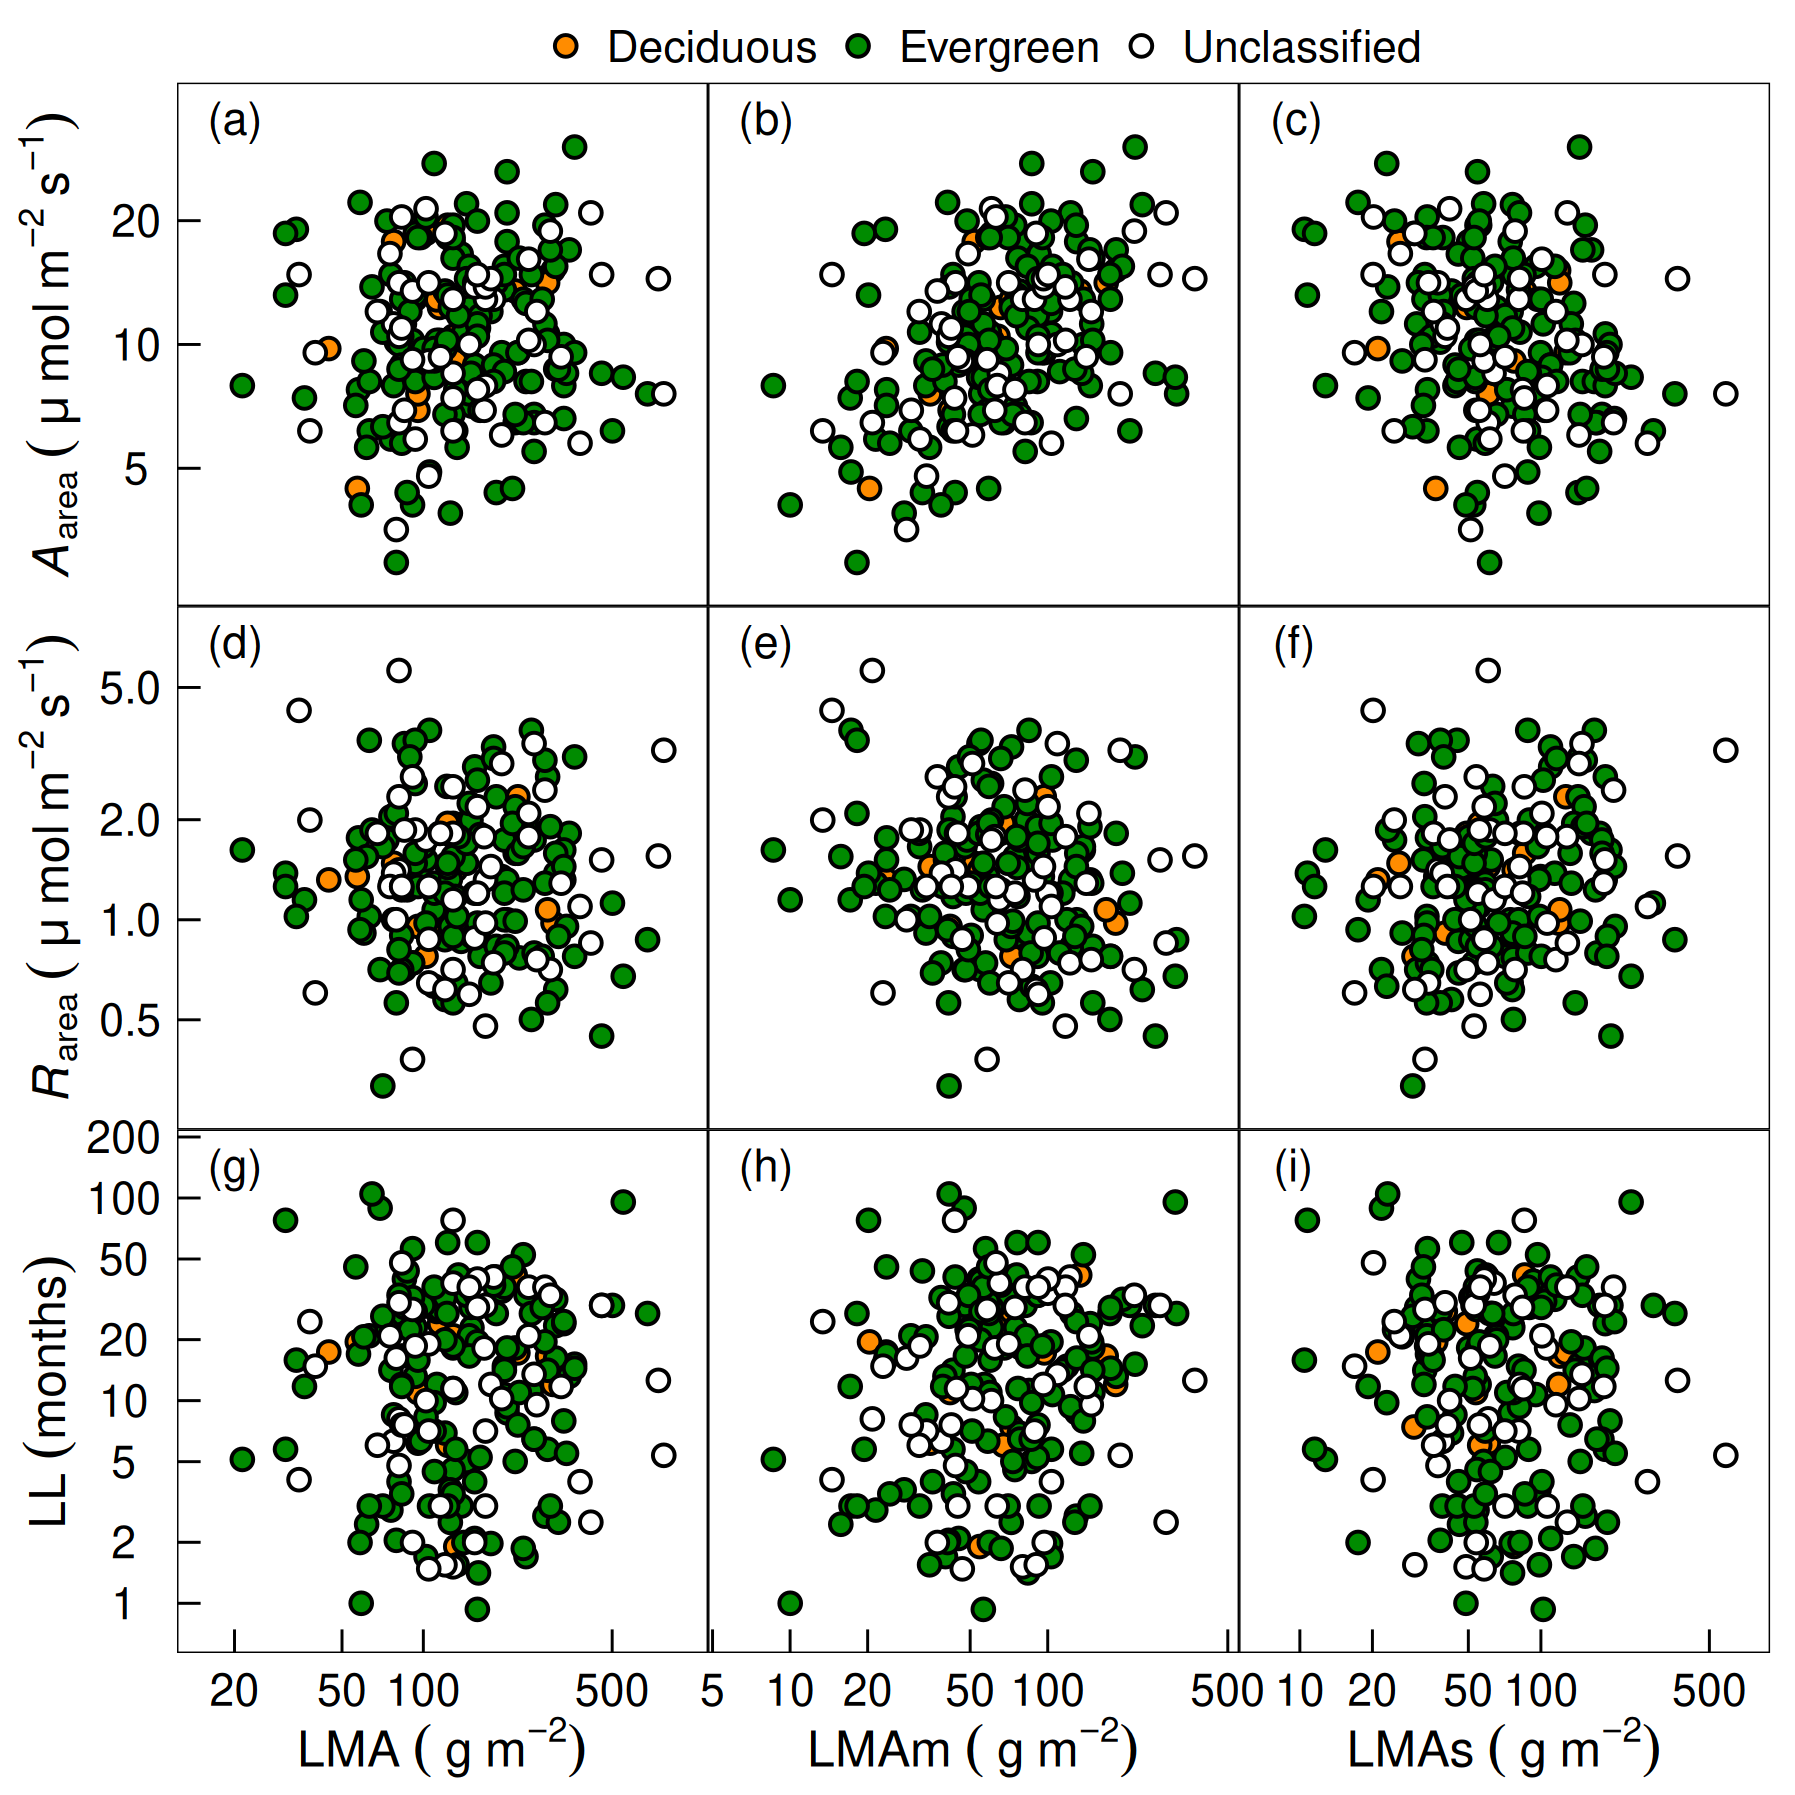 Deciduous Evergreen Unclassified
(a) (b) (c)
A area ( μ mol m−2 s−1)
20
10
5
(d) (e) (f)
R area ( μ mol m−2 s−1)
5.0
2.0
1.0
0.5
(g) (h) (i)
LL (months)
200
100
50
20
10
5
2
1
20 50 100 500 5 10 20 50 100 500 10 20 50 100 500
LMA ( g m−2) LMAm ( g m−2) LMAs ( g m−2)